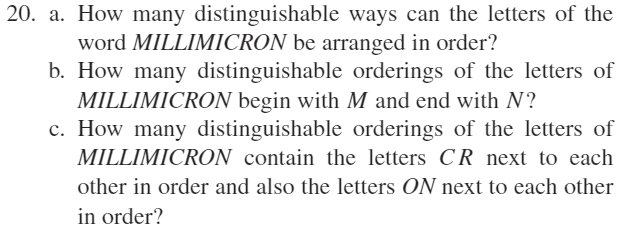 20. a. How many distinguishable ways can the letters of the
word MILLIMICRON be arranged in order?
b. How many distinguishable orderings of the letters of
MILLIMICRON begin with M and end with N?
c. How many distinguishable orderings of the letters of
MILLIMICRON contain the letters CR next to each
other in order and also the letters ON next to each other
in order?